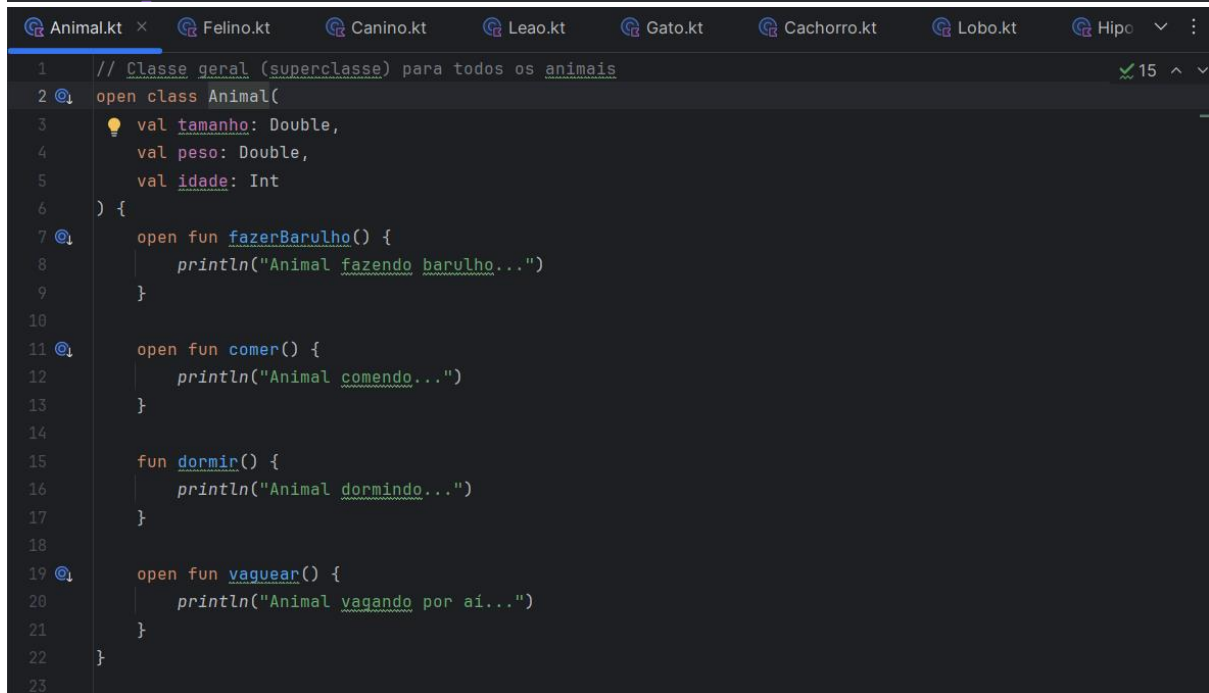 Animal.kt × Felino.kt Canino.kt Leao.kt Gato.kt Cachorro.kt Lobo.kt Hipo
1 // Classe geral (superclasse) para todos os animais 15
2 open class Animal(
3 val tamanho: Double,
4 val peso: Double,
5 val idade: Int
6 ) {
7 open fun fazerBarulho() {
8 println("Animal fazendo barulho...")
9 }
10
11 open fun comer() {
12 println("Animal comendo...")
13 }
14
15 fun dormir() {
16 println("Animal dormindo...")
17 }
18
19 open fun vaguear() {
20 println("Animal vagando por aí...")
21 }
22 }
23